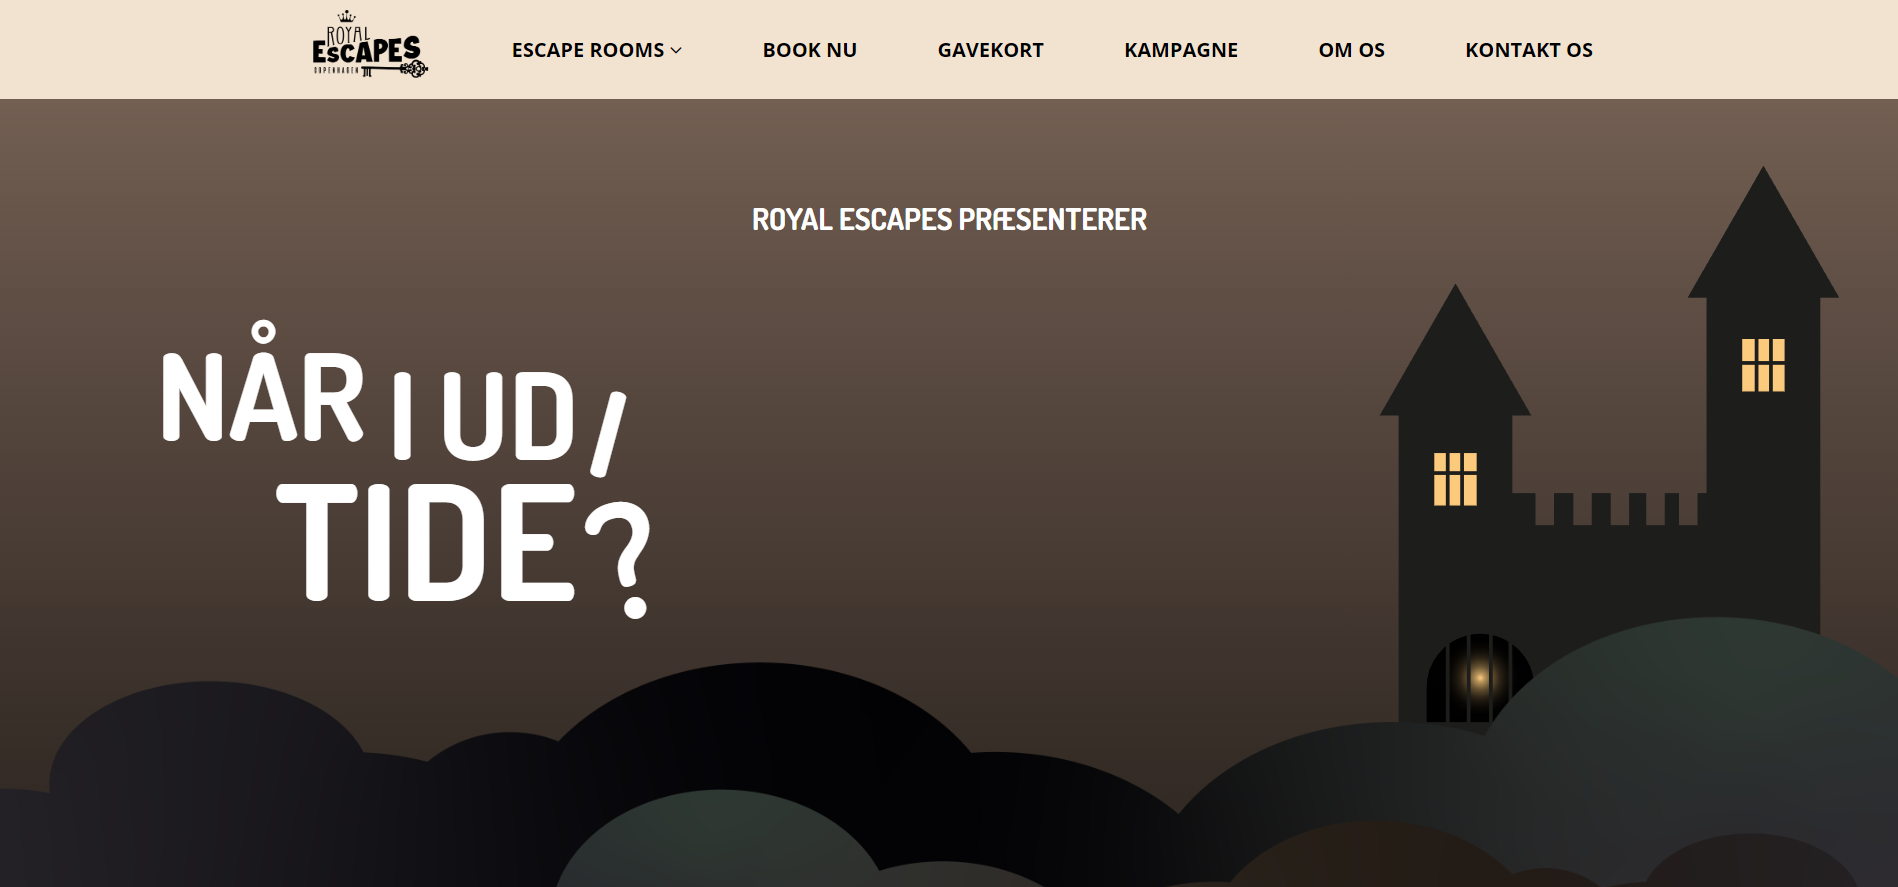 ROYAL
ESCAPES
COPENHAGEN
ESCAPE ROOMS
BOOK NU
GAVEKORT
KAMPAGNE
OM OS
KONTAKT OS
ROYAL ESCAPES PRÆSENTERER
NÅR I UD I
TIDE?